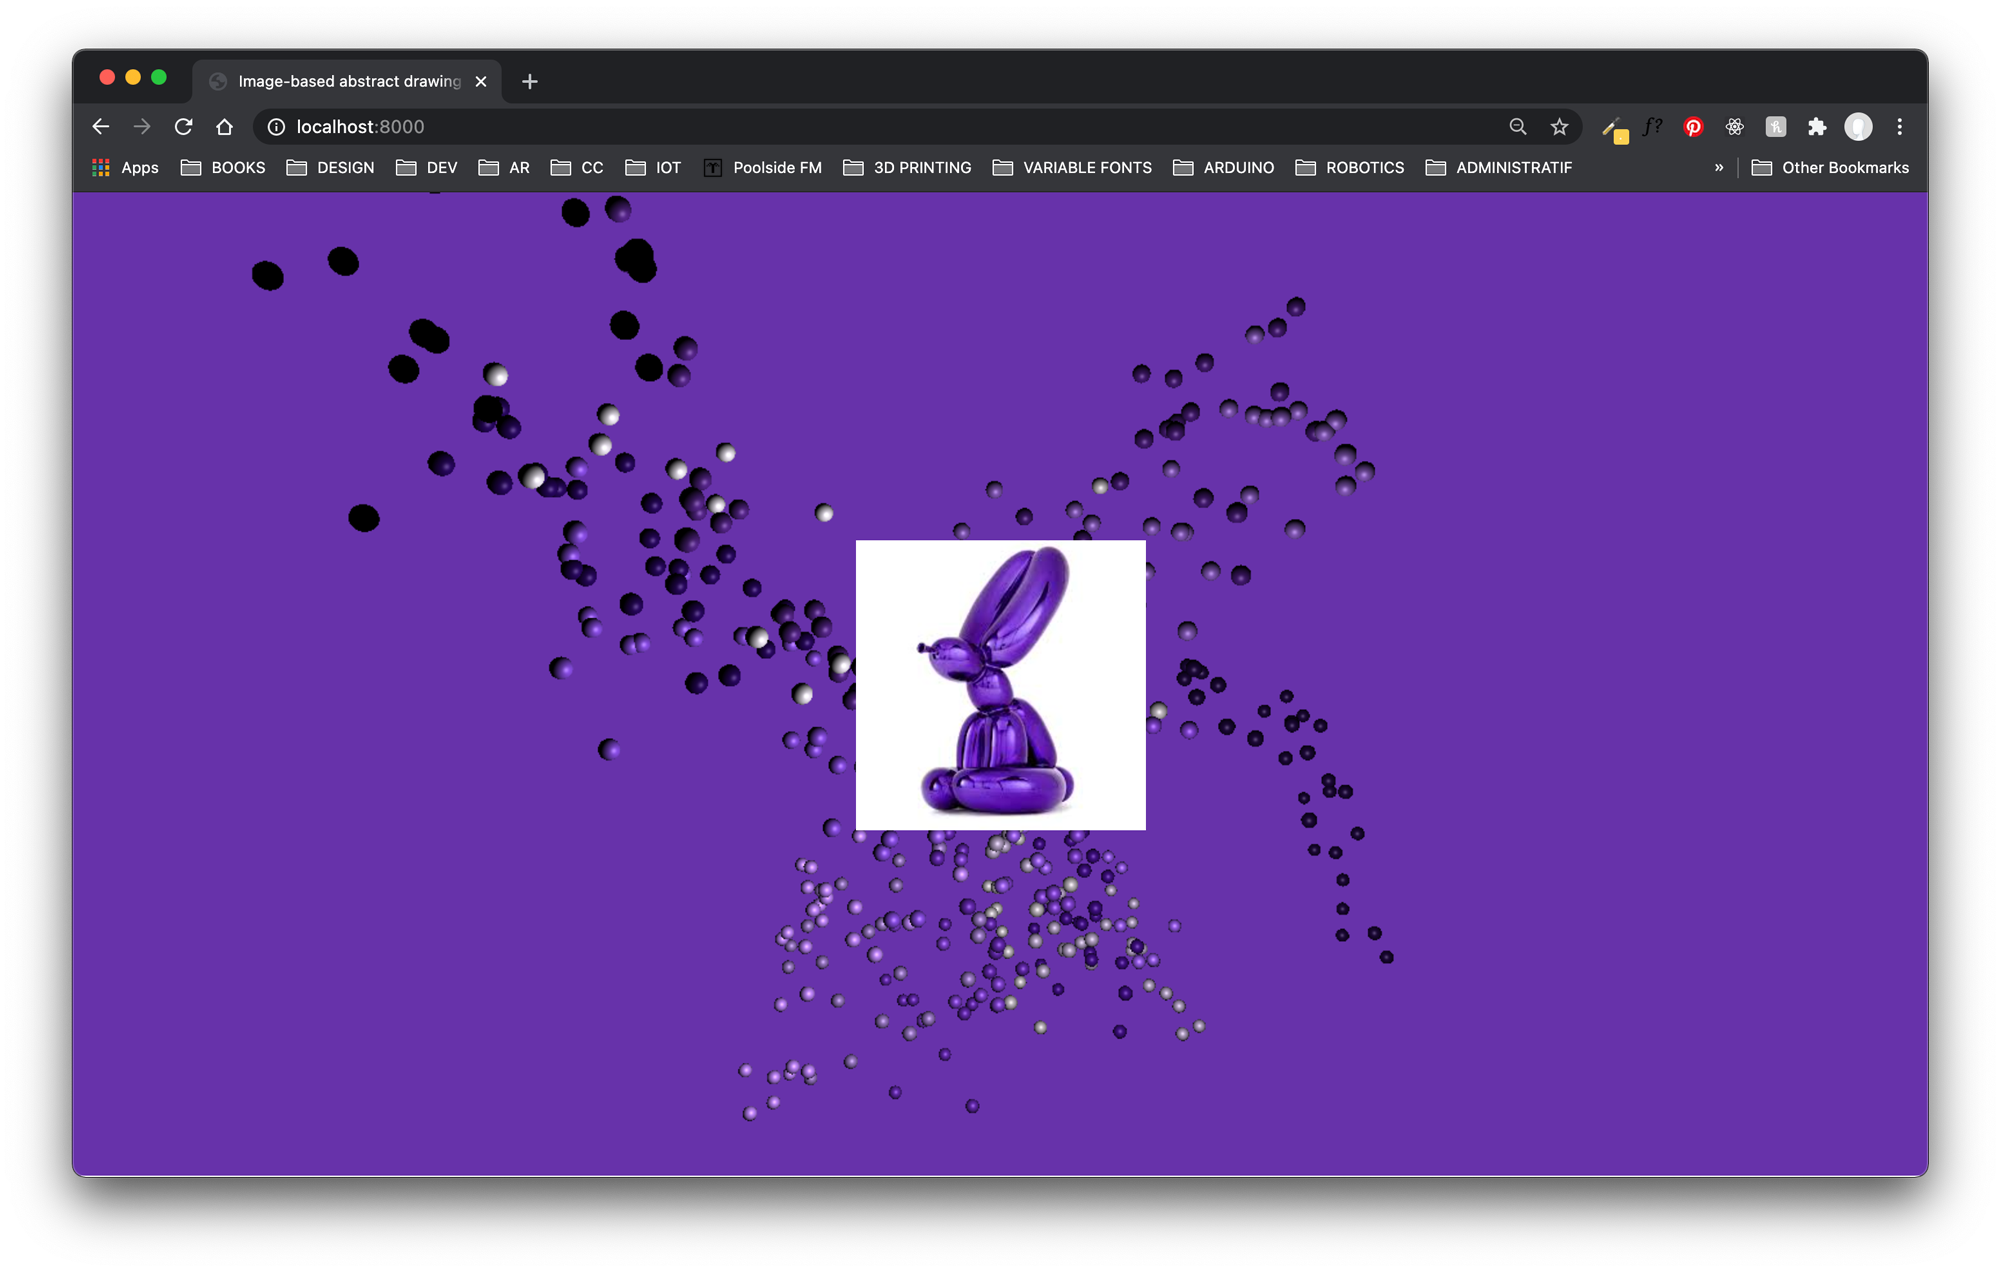 Image-based abstract drawing
localhost:8000
f?
Apps BOOKS DESIGN DEV AR CC IOT Poolside FM 3D PRINTING VARIABLE FONTS ARDUINO ROBOTICS ADMINISTRATIF » Other Bookmarks